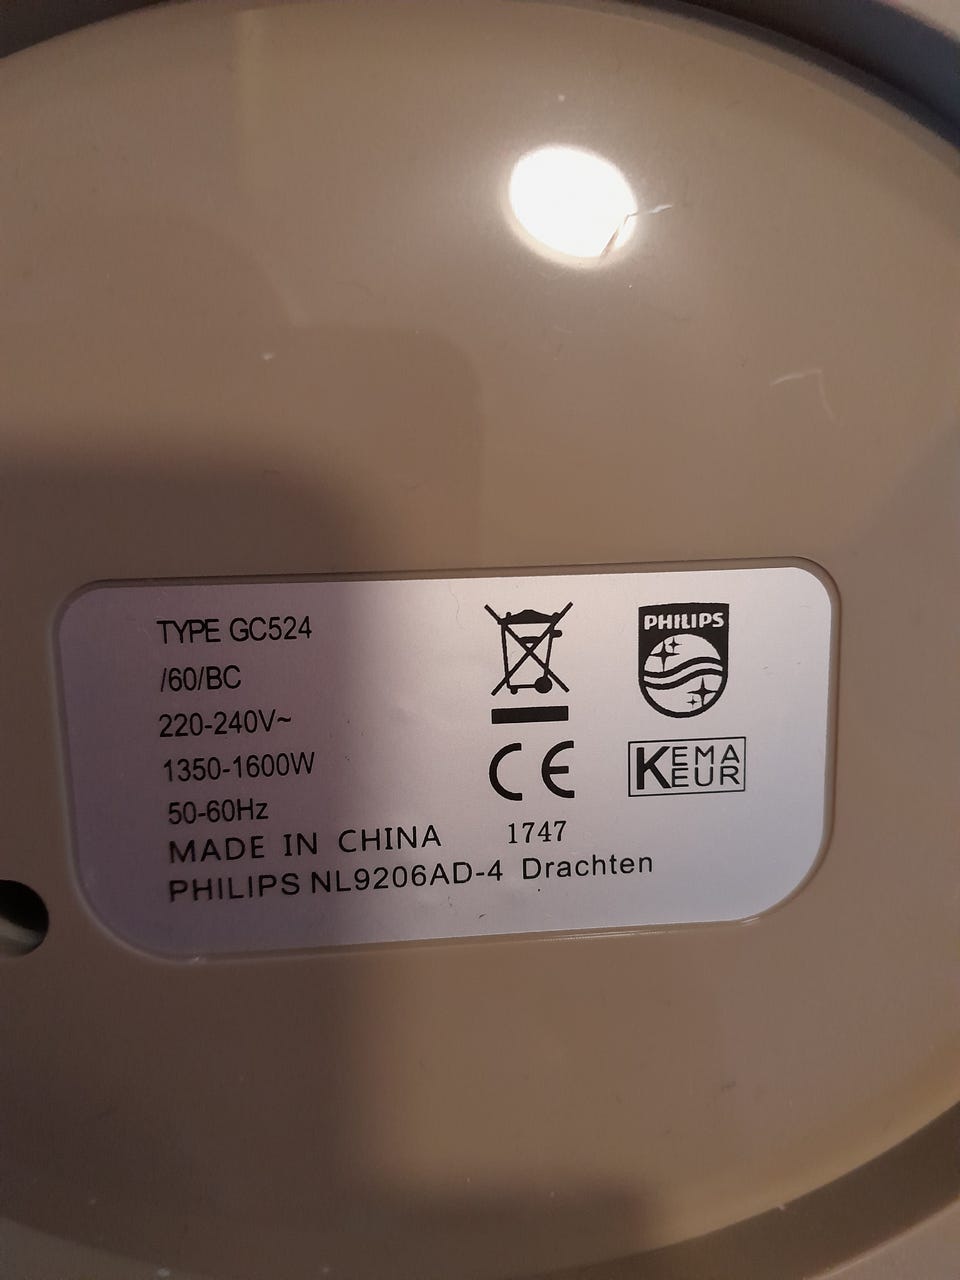 TYPE GC524
/60/BC
220-240V~
1350-1600W
50-60Hz
MADE IN CHINA 1747
PHILIPS NL9206AD-4 Drachten
PHILIPS
CE
KEMA
KEUR